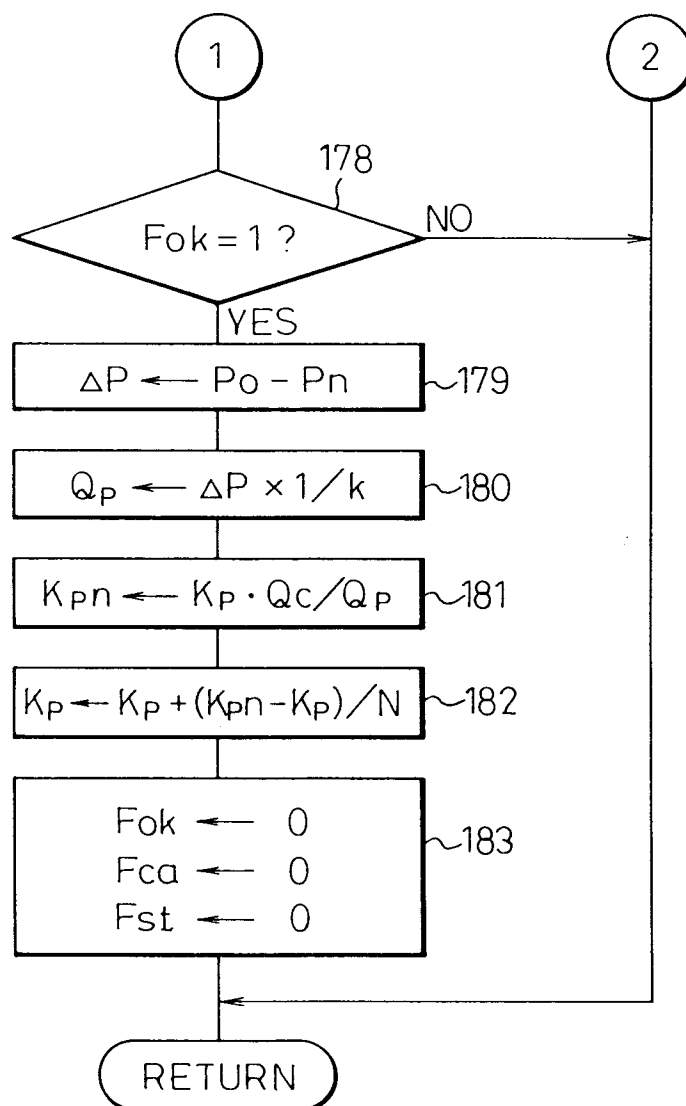 1
2
178
Fok = 1 ?
NO
YES
ΔP ← Po − Pn
179
QP ← ΔP × 1/k
180
KPn ← KP · Qc/QP
181
KP ← KP + (KPn − KP)/N
182
Fok ← 0
Fca ← 0
Fst ← 0
183
RETURN